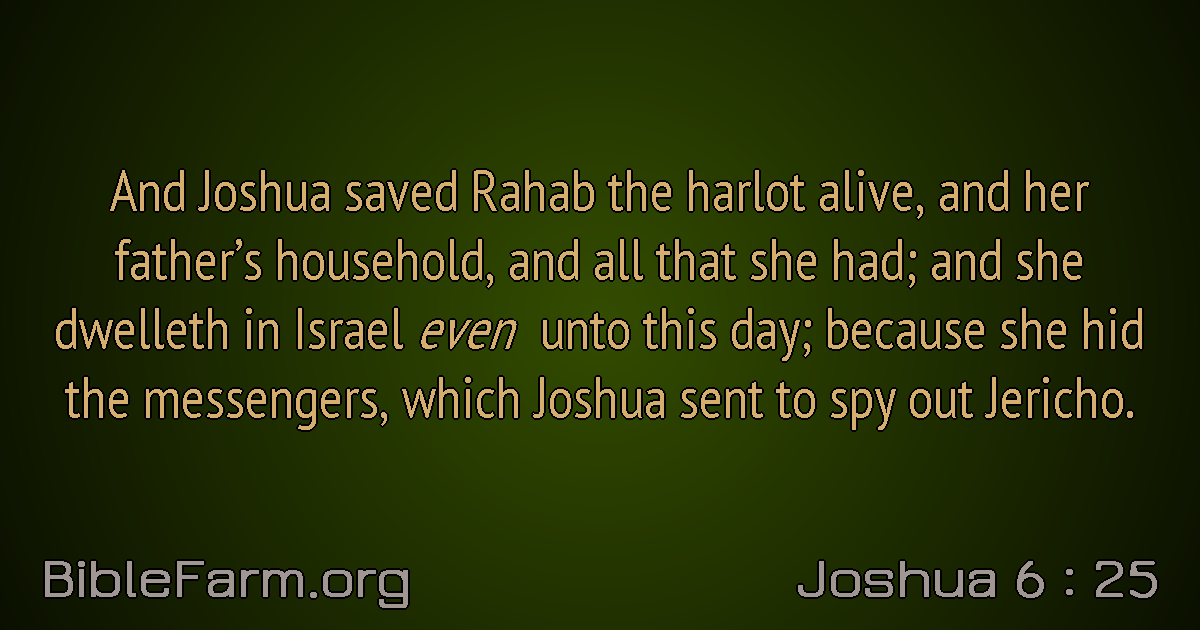 And Joshua saved Rahab the harlot alive, and her
father’s household, and all that she had; and she
dwelleth in Israel even unto this day; because she hid
the messengers, which Joshua sent to spy out Jericho.
BibleFarm.org
Joshua 6 : 25